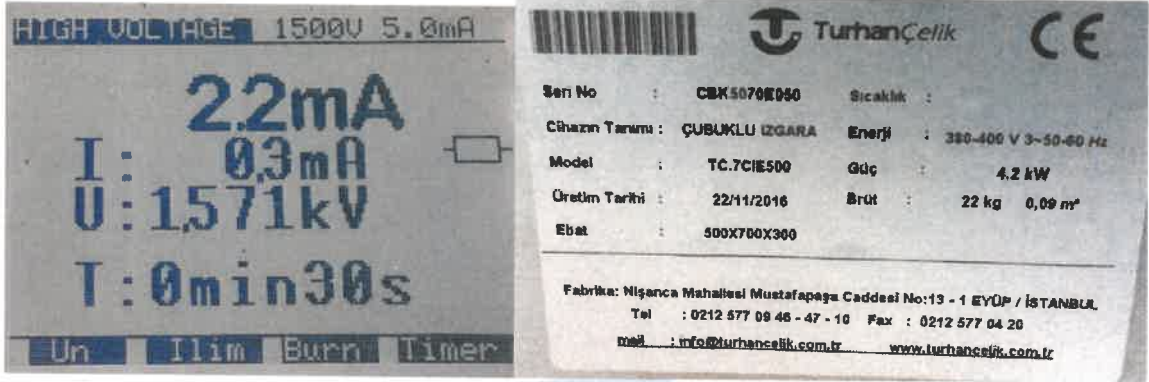 HIGH VOLTAGE 1500V 5.0mA
2.2mA
I: 0,3mA
U:1,571kV
T:0min30s
Un Ilim Burn Timer
TurhanÇelik CE
Seri No : CBK5070E050 Sıcaklık :
Cihazın Tanımı : ÇUBUKLU IZGARA Enerji : 380-400 V 3~50-60 Hz
Model : TC.7CIE500 Güç : 4.2 kW
Üretim Tarihi : 22/11/2016 Brüt : 22 kg 0,09 m³
Ebat : 500X700X300
Fabrika: Nişanca Mahallesi Mustafapaşa Caddesi No:13 - 1 EYÜP / İSTANBUL
Tel : 0212 577 09 46 - 47 - 10 Fax : 0212 577 04 20
mail : info@turhancelik.com.tr www.turhancelik.com.tr